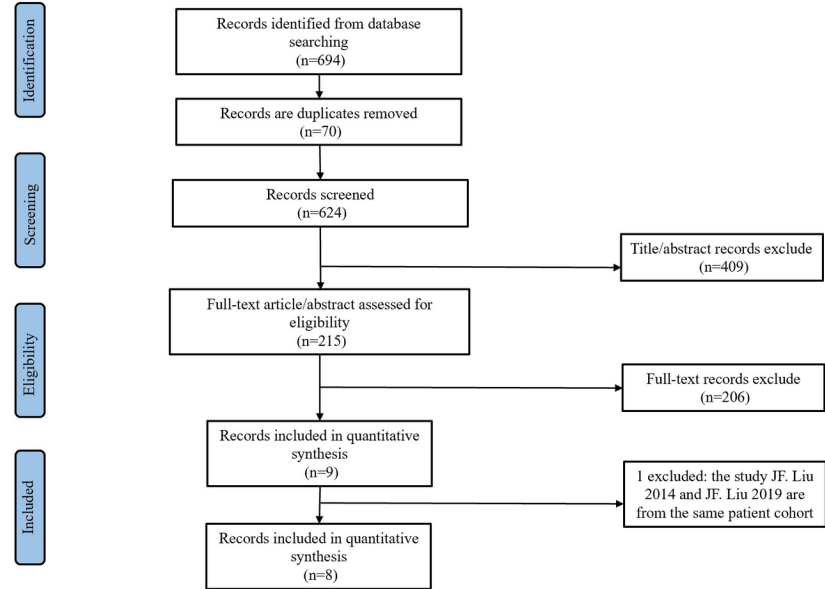 Identification
Records identified from database
searching
(n=694)
Records are duplicates removed
(n=70)
Screening
Records screened
(n=624)
Title/abstract records exclude
(n=409)
Eligibility
Full-text article/abstract assessed for
eligibility
(n=215)
Full-text records exclude
(n=206)
Included
Records included in quantitative
synthesis
(n=9)
1 excluded: the study JF. Liu
2014 and JF. Liu 2019 are
from the same patient cohort
Records included in quantitative
synthesis
(n=8)